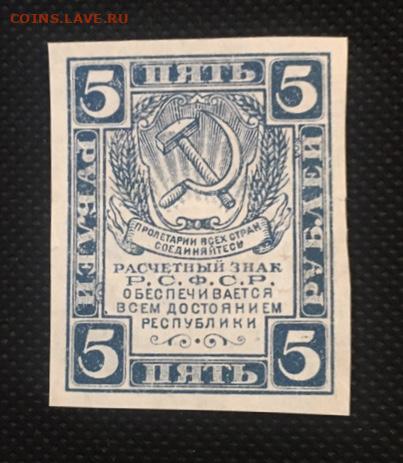 COINS.LAVE.RU
5 ПЯТЬ 5
РУБЛЕЙ
РУБЛЕЙ
ПРОЛЕТАРИИ ВСЕХ СТРАН
СОЕДИНЯЙТЕСЬ
РАСЧЕТНЫЙ ЗНАК
Р.С.Ф.С.Р.
ОБЕСПЕЧИВАЕТСЯ
ВСЕМ ДОСТОЯНИЕМ
РЕСПУБЛИКИ
5 ПЯТЬ 5